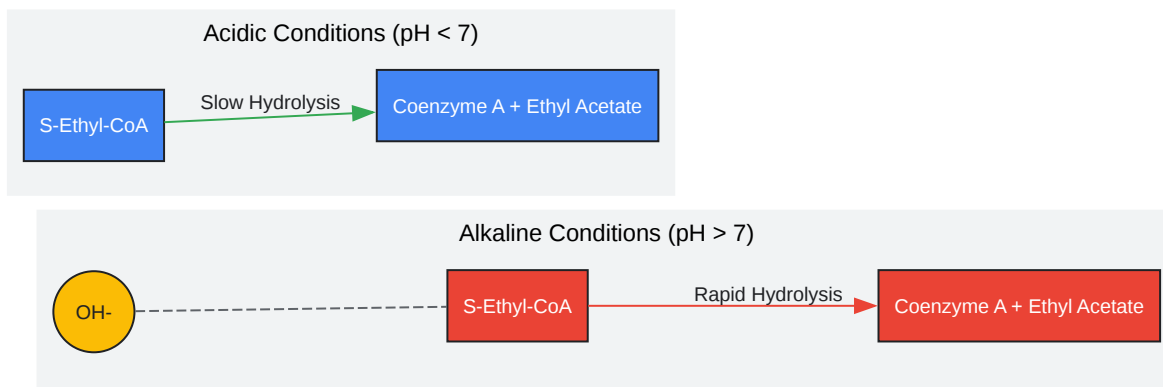 Acidic Conditions (pH < 7)
S-Ethyl-CoA
Slow Hydrolysis
Coenzyme A + Ethyl Acetate
Alkaline Conditions (pH > 7)
OH-
S-Ethyl-CoA
Rapid Hydrolysis
Coenzyme A + Ethyl Acetate